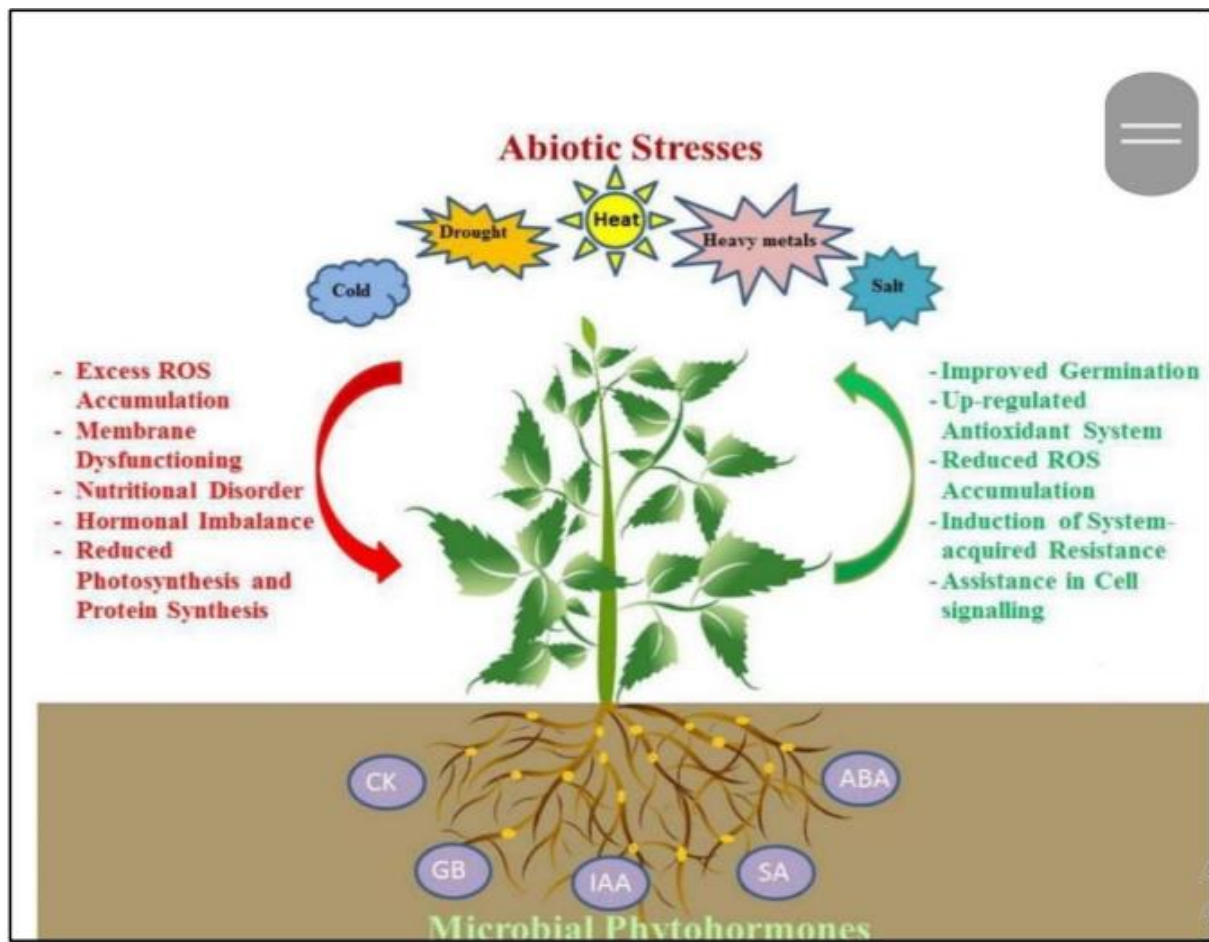 Abiotic Stresses
Heat
Drought
Heavy metals
Cold
Salt
- Excess ROS
Accumulation
- Membrane
Dysfunctioning
- Nutritional Disorder
- Hormonal Imbalance
- Reduced
Photosynthesis and
Protein Synthesis
- Improved Germination
- Up-regulated
Antioxidant System
- Reduced ROS
Accumulation
- Induction of System-
acquired Resistance
- Assistance in Cell
signalling
CK
ABA
GB
IAA
SA
Microbial Phytohormones